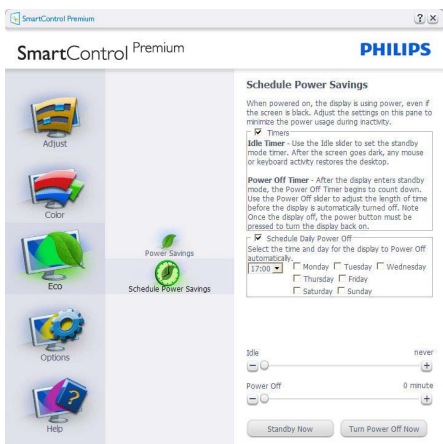 SmartControl Premium
SmartControl Premium
PHILIPS
Adjust
Color
Eco
Options
Help
Power Savings
Schedule Power Savings
Schedule Power Savings
When powered on, the display is using power, even if
the screen is black. Adjust the settings on this pane to
minimize the power usage during inactivity.
Timers
Idle Timer - Use the Idle slider to set the standby
mode timer. After the screen goes dark, any mouse
or keyboard activity restores the desktop.
Power Off Timer - After the display enters standby
mode, the Power Off Timer begins to count down.
Use the Power Off slider to adjust the length of time
before the display is automatically turned off. Note
Once the display off, the power button must be
pressed to turn the display back on.
Schedule Daily Power Off
Select the time and day for the display to Power Off
automatically.
17:00 Monday Tuesday Wednesday
Thursday Friday
Saturday Sunday
Idle never
Power Off 0 minute
Standby Now Turn Power Off Now